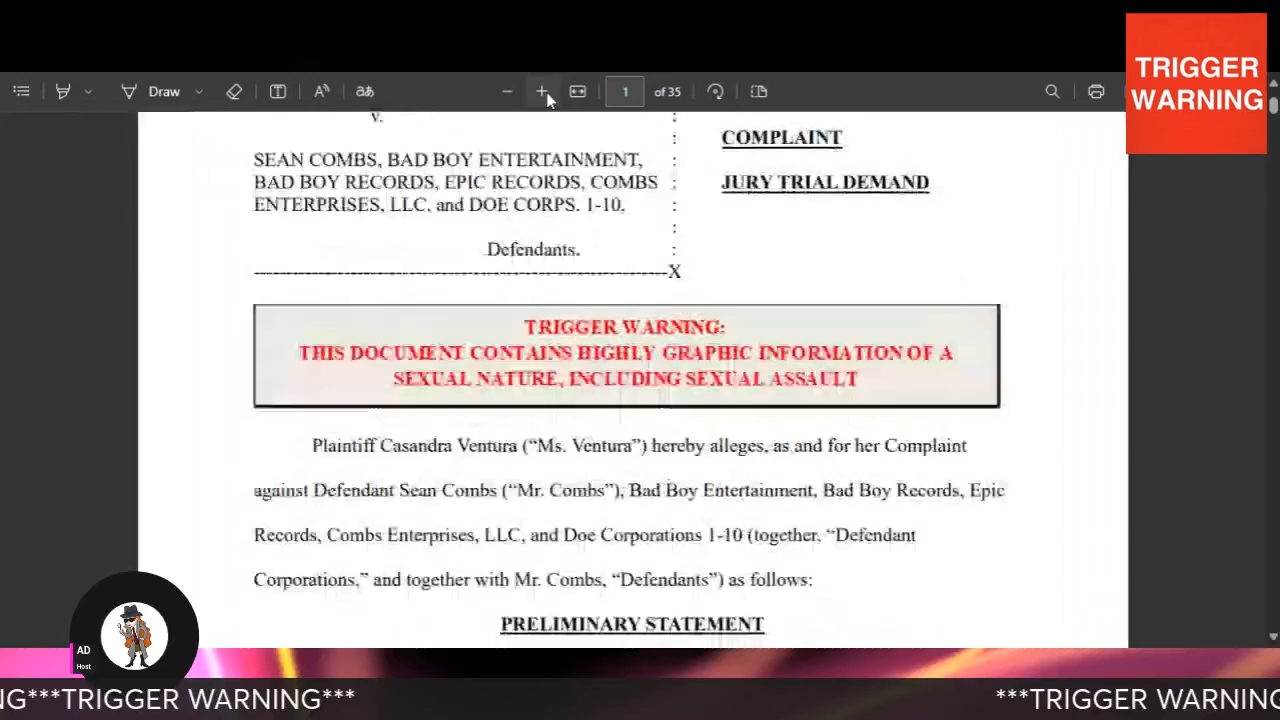 TRIGGER
WARNING
Draw
1 of 35
v.
COMPLAINT
SEAN COMBS, BAD BOY ENTERTAINMENT,
BAD BOY RECORDS, EPIC RECORDS, COMBS
ENTERPRISES, LLC, and DOE CORPS. 1-10,
JURY TRIAL DEMAND
Defendants.
--------------------------------------------------------------------X
TRIGGER WARNING:
THIS DOCUMENT CONTAINS HIGHLY GRAPHIC INFORMATION OF A
SEXUAL NATURE, INCLUDING SEXUAL ASSAULT
Plaintiff Casandra Ventura (“Ms. Ventura”) hereby alleges, as and for her Complaint
against Defendant Sean Combs (“Mr. Combs”), Bad Boy Entertainment, Bad Boy Records, Epic
Records, Combs Enterprises, LLC, and Doe Corporations 1-10 (together, “Defendant
Corporations,” and together with Mr. Combs, “Defendants”) as follows:
PRELIMINARY STATEMENT
AD
Host
NG***TRIGGER WARNING*** ***TRIGGER WARNING